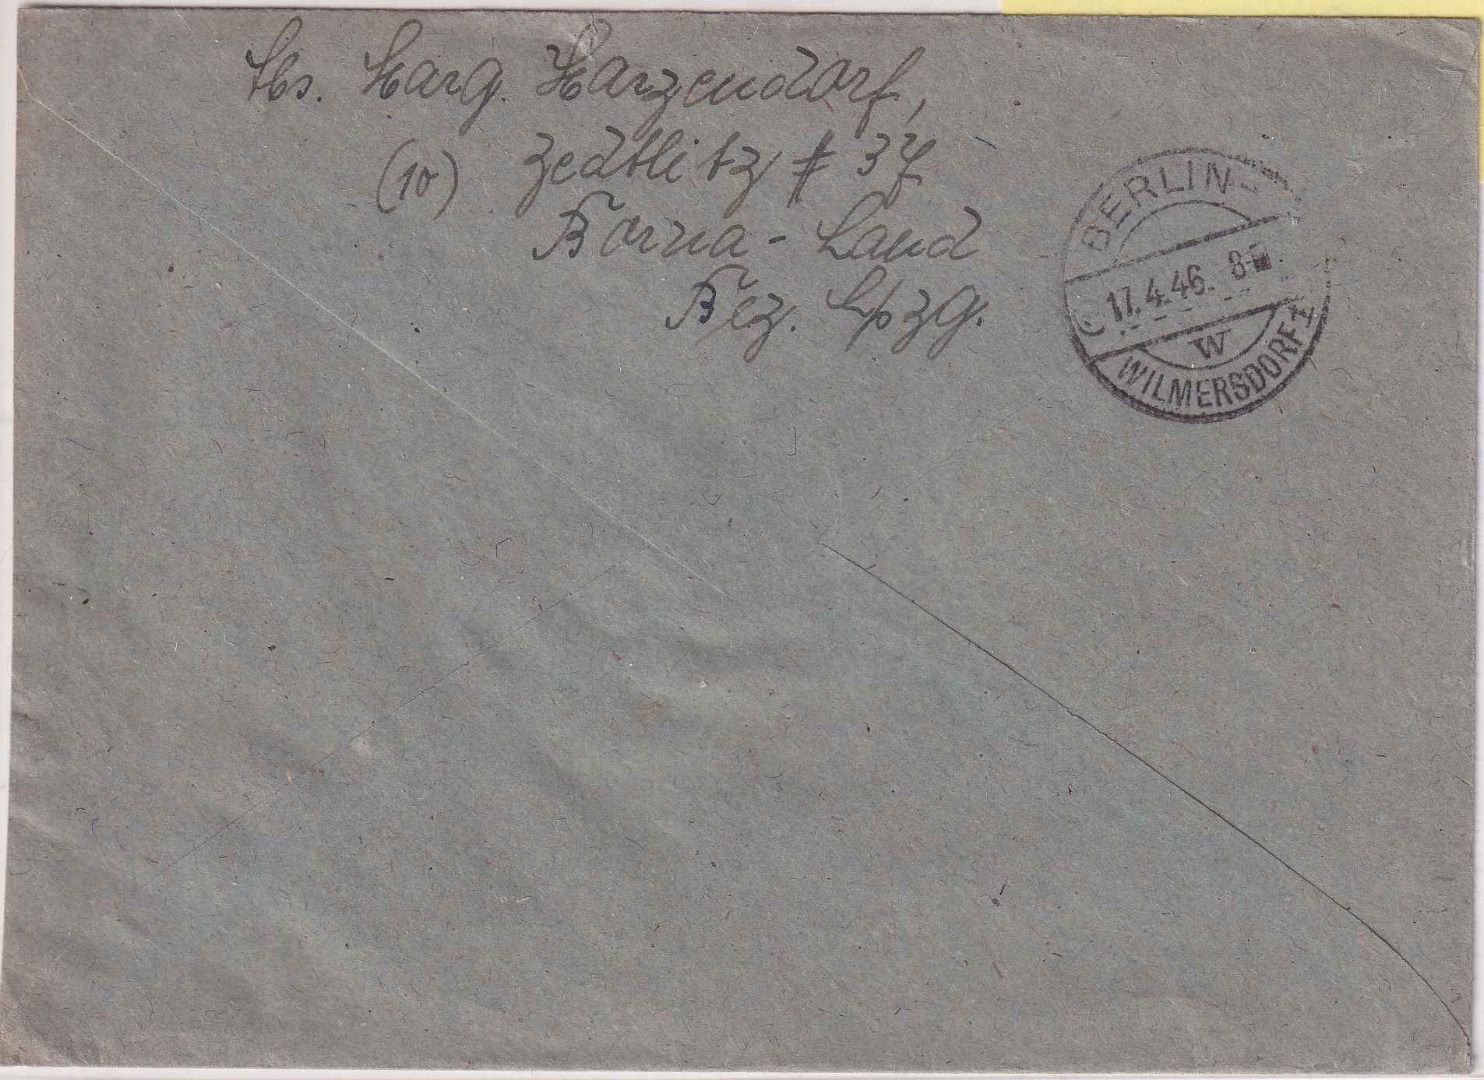 Abs. Marg. Harzendorf,
(10) Zedtlitz # 37
Borna - Land
Bez. Lpzg.
BERLIN-
17.4.46. 8-
W
WILMERSDORF 1